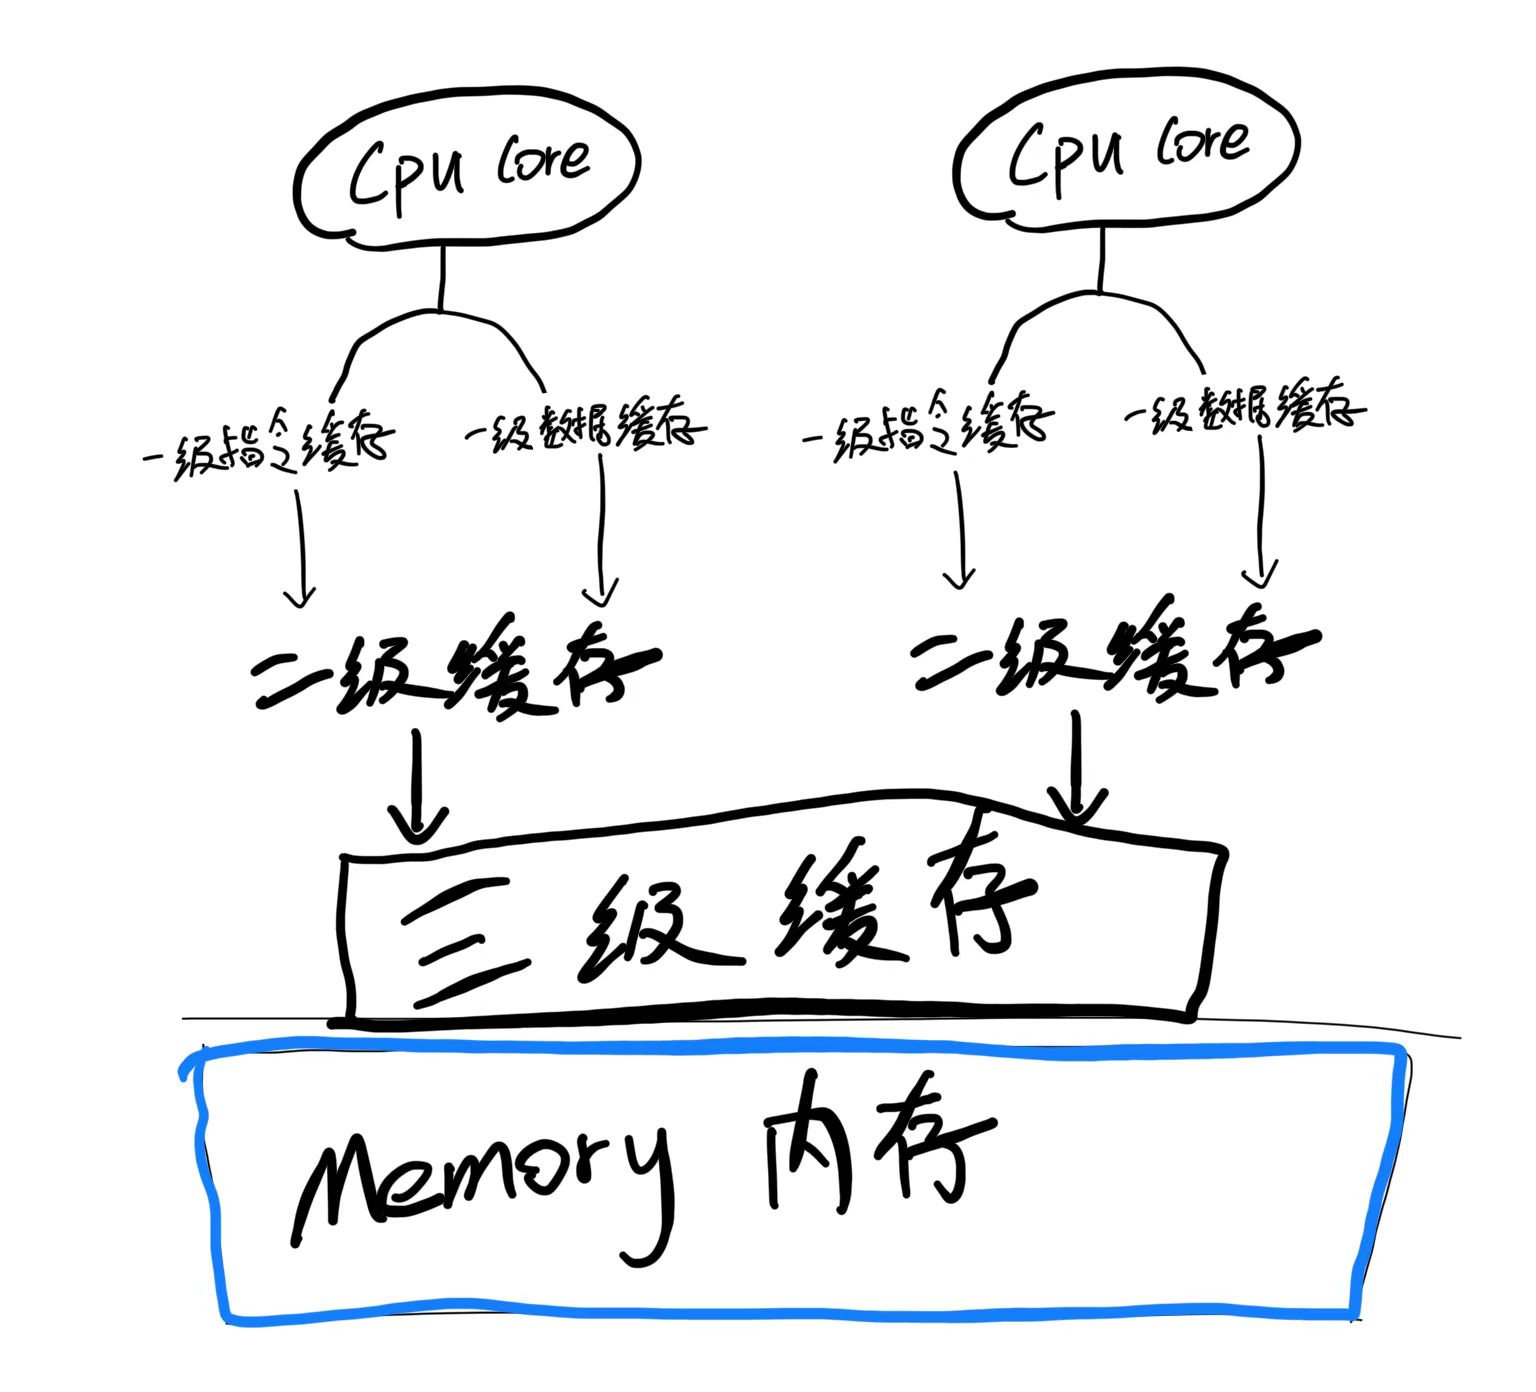 Cpu Core
Cpu Core
一级指令缓存
一级数据缓存
一级指令缓存
一级数据缓存
二级缓存
二级缓存
三级缓存
Memory 内存